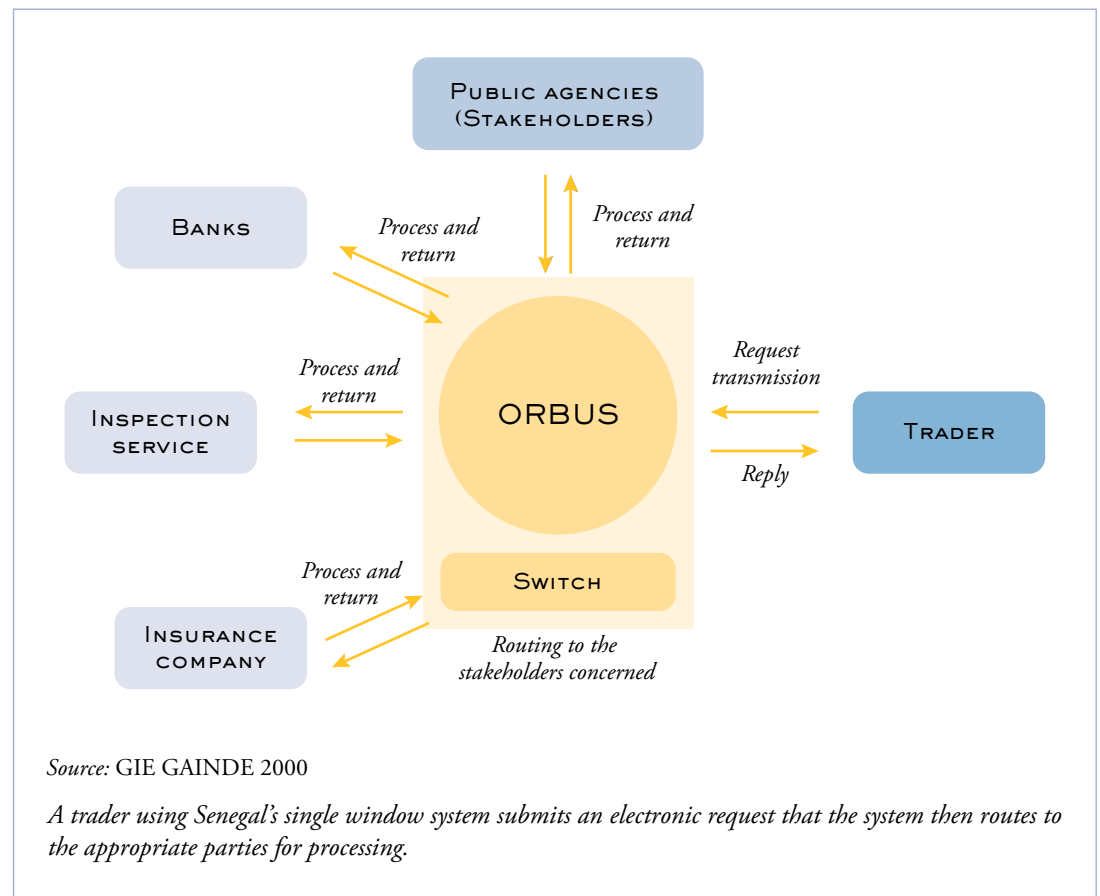 PUBLIC AGENCIES
(STAKEHOLDERS)
BANKS
Process and
return
Process and
return
Process and
return
INSPECTION
SERVICE
ORBUS
Request
transmission
TRADER
Reply
Process and
return
SWITCH
INSURANCE
COMPANY
Routing to the
stakeholders concerned
Source: GIE GAINDE 2000
A trader using Senegal’s single window system submits an electronic request that the system then routes to
the appropriate parties for processing.